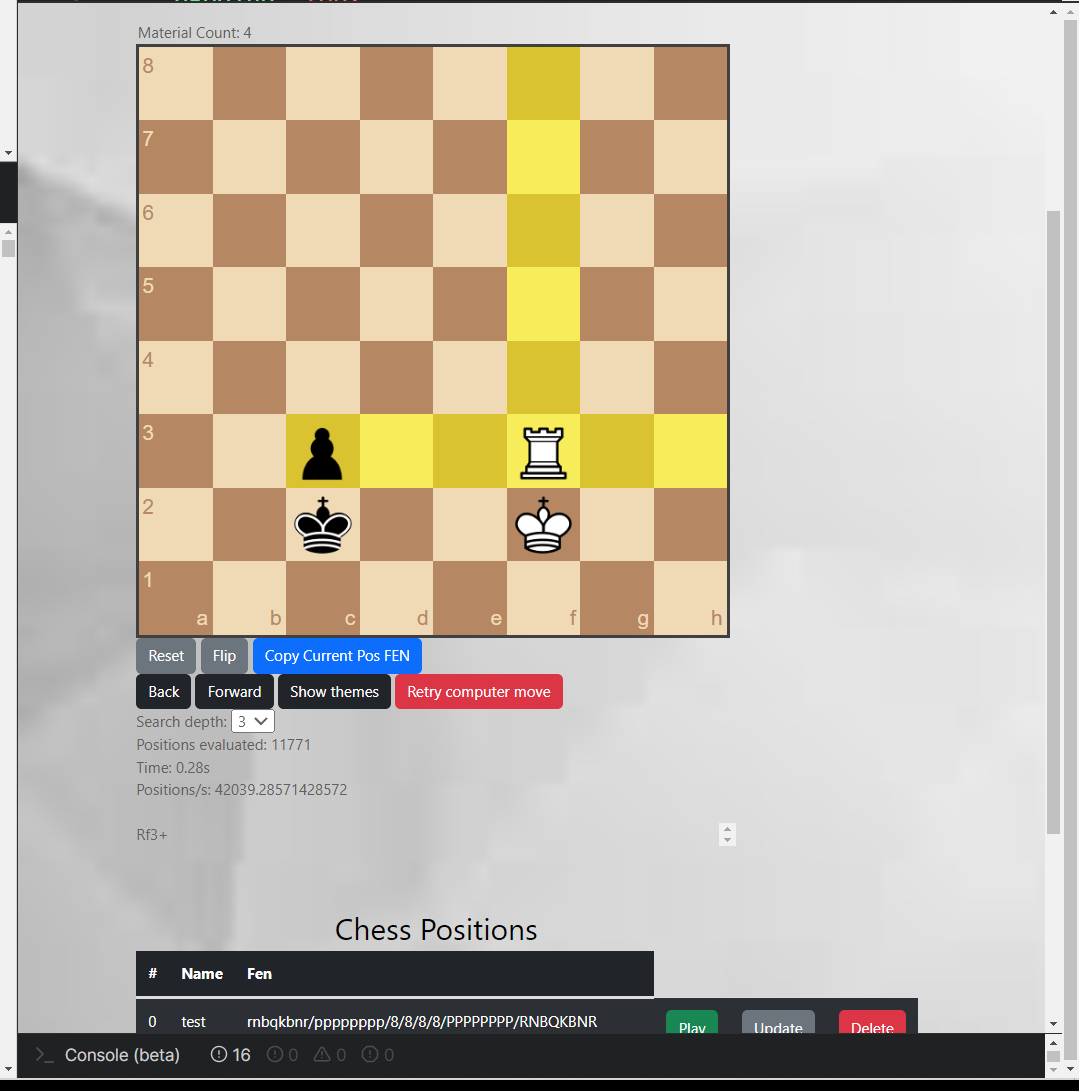 Material Count: 4
8
7
6
5
4
3
2
1
a b c d e f g h
Reset Flip Copy Current Pos FEN
Back Forward Show themes Retry computer move
Search depth: 3
Positions evaluated: 11771
Time: 0.28s
Positions/s: 42039.28571428572
Rf3+
Chess Positions
# Name Fen
0 test rnbqkbnr/pppppppp/8/8/8/8/PPPPPPPP/RNBQKBNR Play Update Delete
Console (beta) 16 0 0 0